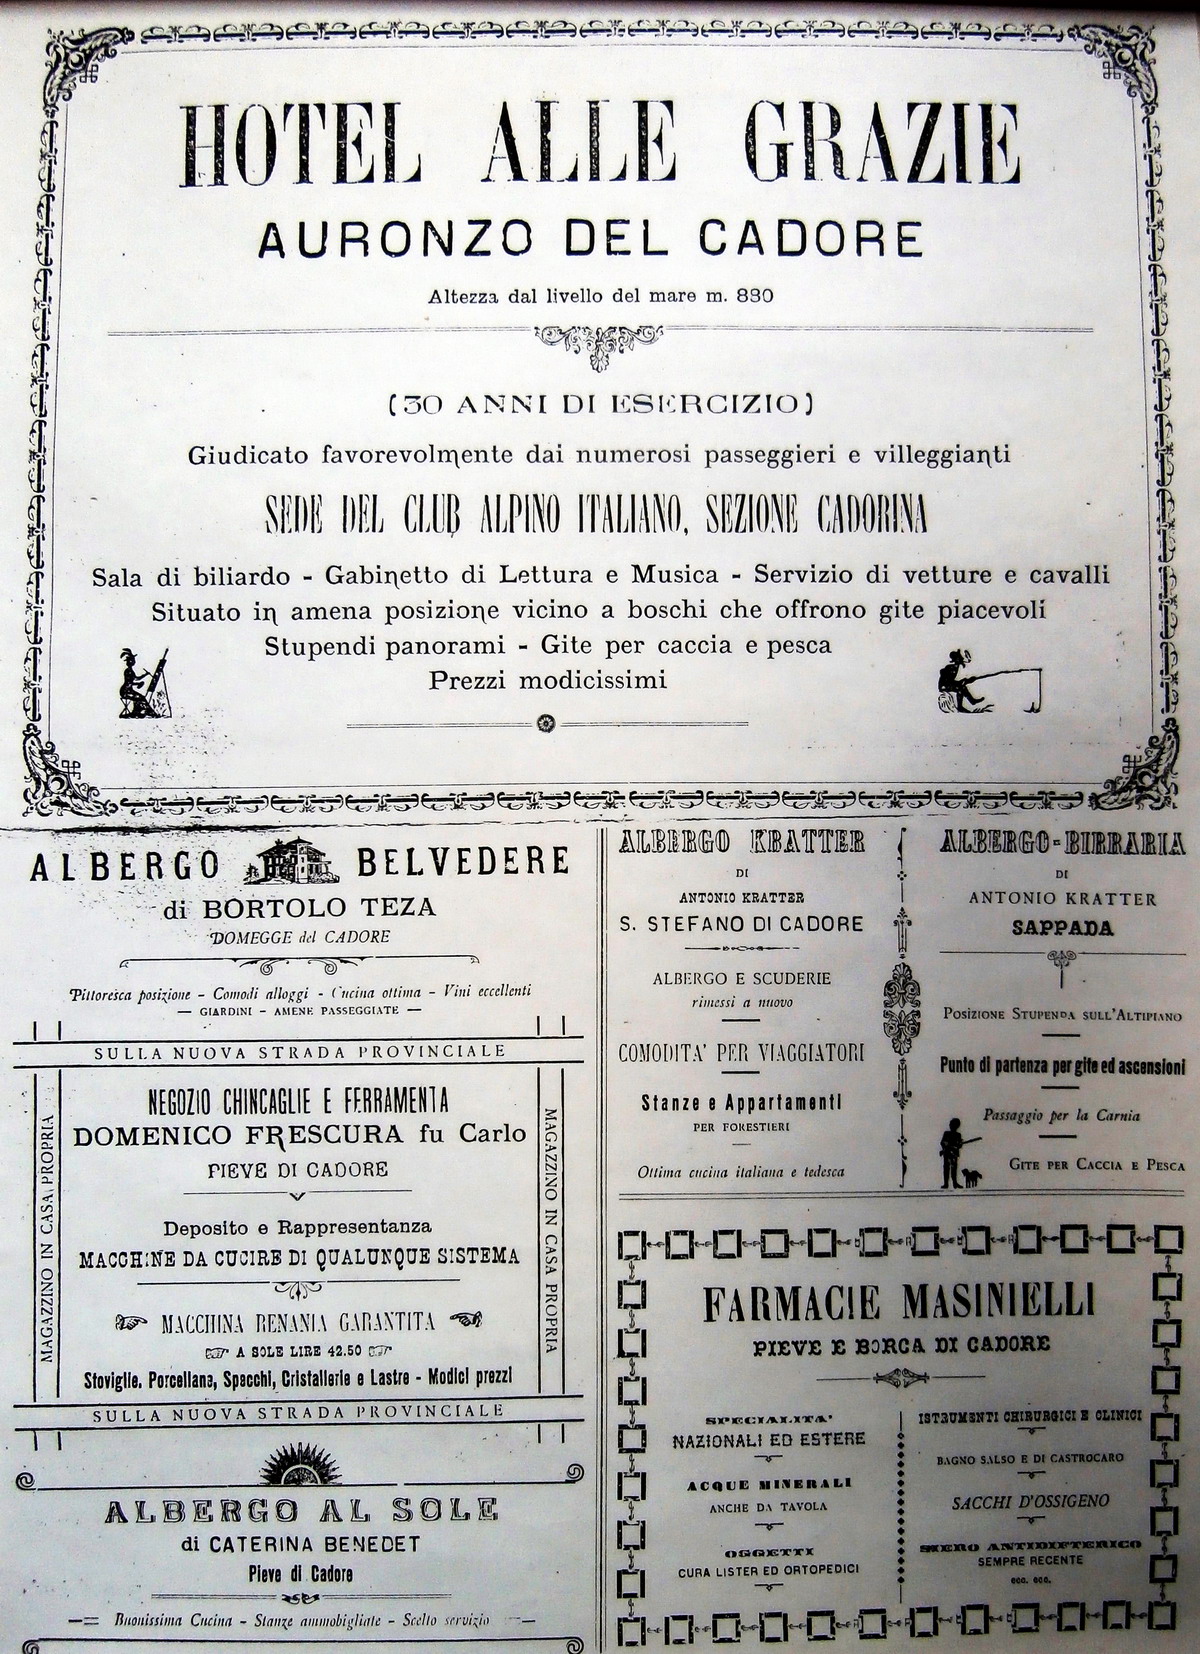 HOTEL ALLE GRAZIE
AURONZO DEL CADORE
Altezza dal livello del mare m. 880
(30 ANNI DI ESERCIZIO)
Giudicato favorevolmente dai numerosi passeggieri e villeggianti
SEDE DEL CLUB ALPINO ITALIANO, SEZIONE CADORINA
Sala di biliardo - Gabinetto di Lettura e Musica - Servizio di vetture e cavalli
Situato in amena posizione vicino a boschi che offrono gite piacevoli
Stupendi panorami - Gite per caccia e pesca
Prezzi modicissimi
ALBERGO BELVEDERE
di BORTOLO TEZA
DOMEGGE del CADORE
Pittoresca posizione - Comodi alloggi - Cucina ottima - Vini eccellenti
— GIARDINI - AMENE PASSEGGIATE —
SULLA NUOVA STRADA PROVINCIALE
MAGAZZINO IN CASA PROPRIA
NEGOZIO CHINCAGLIE E FERRAMENTA
DOMENICO FRESCURA fu Carlo
PIEVE DI CADORE
Deposito e Rappresentanza
MACCHINE DA CUCIRE DI QUALUNQUE SISTEMA
MACCHINA RENANIA GARANTITA
A SOLE LIRE 42.50
Stoviglie, Porcellane, Specchi, Cristallerie e Lastre - Modici prezzi
MAGAZZINO IN CASA PROPRIA
SULLA NUOVA STRADA PROVINCIALE
ALBERGO AL SOLE
di CATERINA BENEDET
Pieve di Cadore
Buonissima Cucina - Stanze ammobigliate - Scelto servizio
ALBERGO KRATTER
DI
ANTONIO KRATTER
S. STEFANO DI CADORE
ALBERGO E SCUDERIE
rimessi a nuovo
COMODITA' PER VIAGGIATORI
Stanze e Appartamenti
PER FORESTIERI
Ottima cucina italiana e tedesca
ALBERGO-BIRRARIA
DI
ANTONIO KRATTER
SAPPADA
POSIZIONE STUPENDA SULL'ALTIPIANO
Punto di partenza per gite ed ascensioni
Passaggio per la Carnia
GITE PER CACCIA E PESCA
FARMACIE MASINIELLI
PIEVE E BORCA DI CADORE
SPECIALITA'
NAZIONALI ED ESTERE
ACQUE MINERALI
ANCHE DA TAVOLA
OGGETTI
CURA LISTER ED ORTOPEDICI
ISTRUMENTI CHIRURGICI E CLINICI
BAGNO SALSO E DI CASTROCARO
SACCHI D'OSSIGENO
SIERO ANTIDIFTERICO
SEMPRE RECENTE
ecc. ecc.